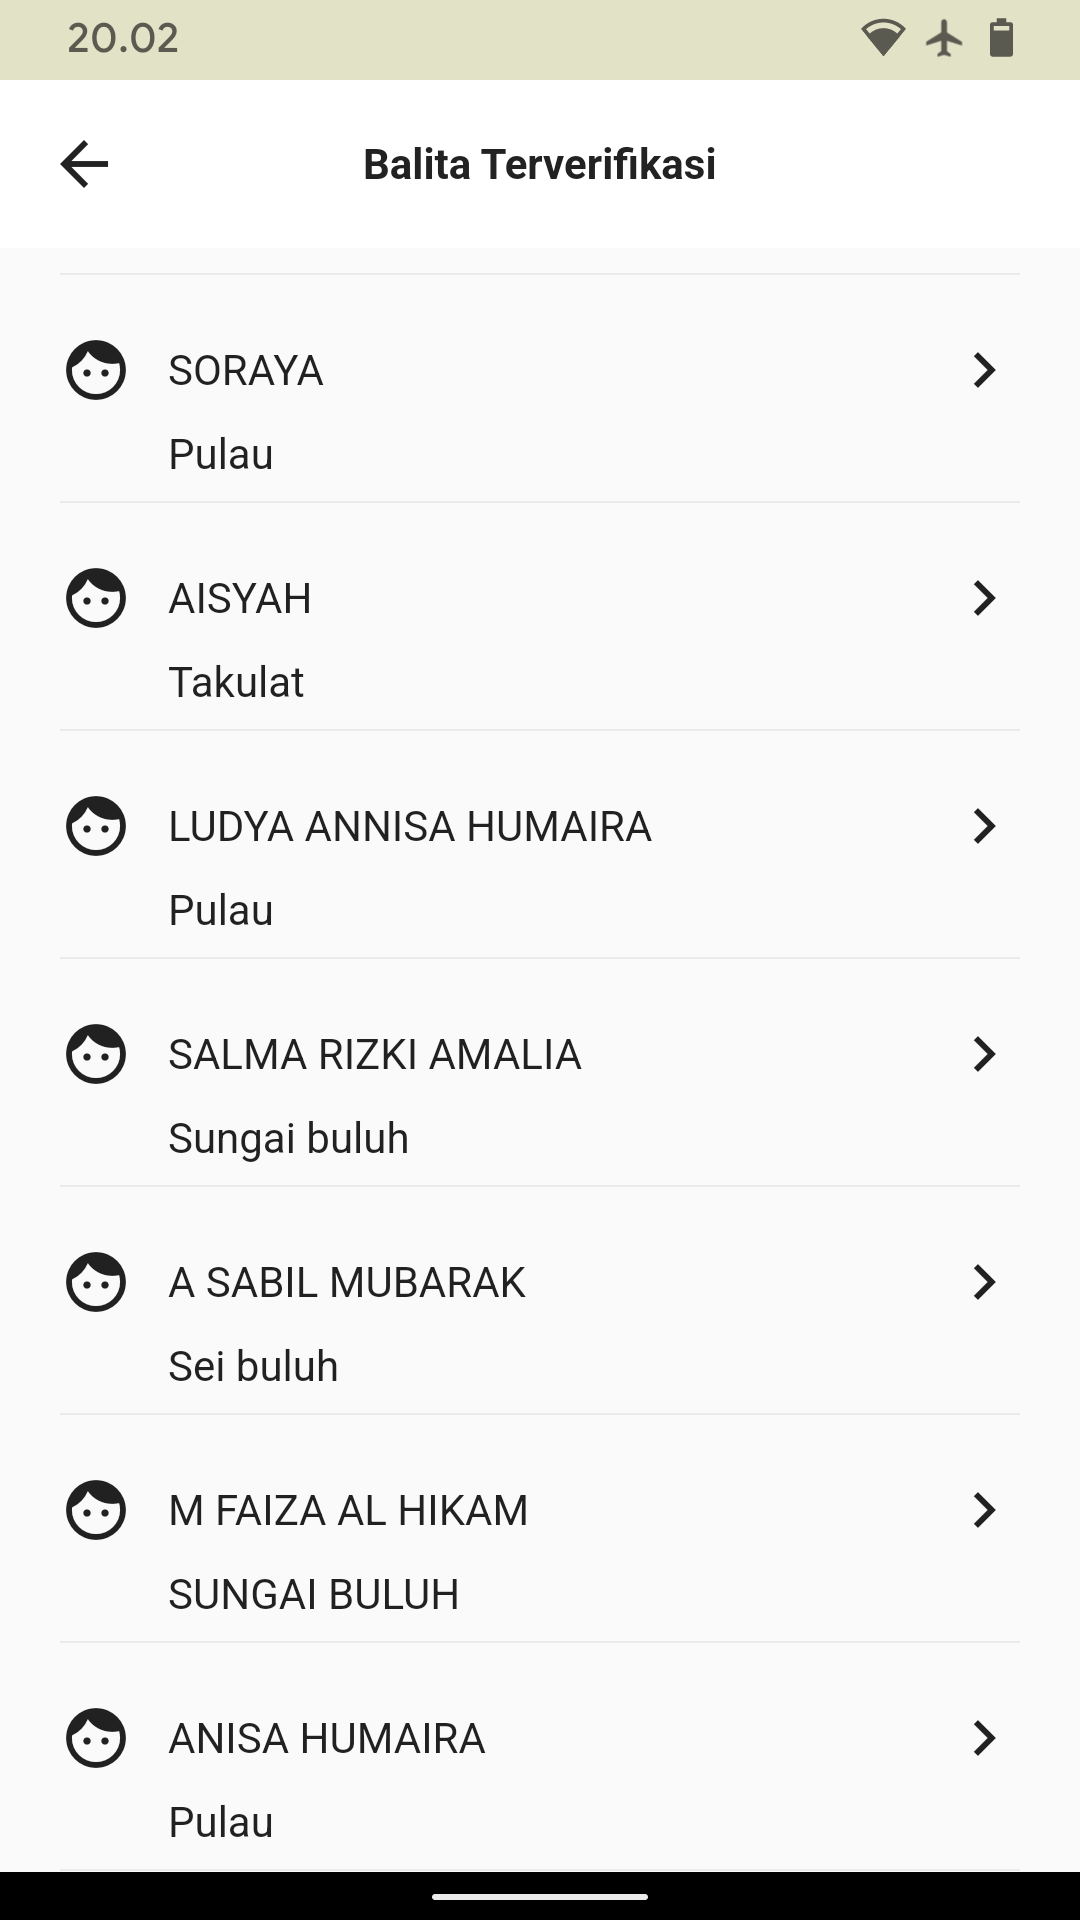 20.02
Balita Terverifikasi
SORAYA
Pulau
AISYAH
Takulat
LUDYA ANNISA HUMAIRA
Pulau
SALMA RIZKI AMALIA
Sungai buluh
A SABIL MUBARAK
Sei buluh
M FAIZA AL HIKAM
SUNGAI BULUH
ANISA HUMAIRA
Pulau